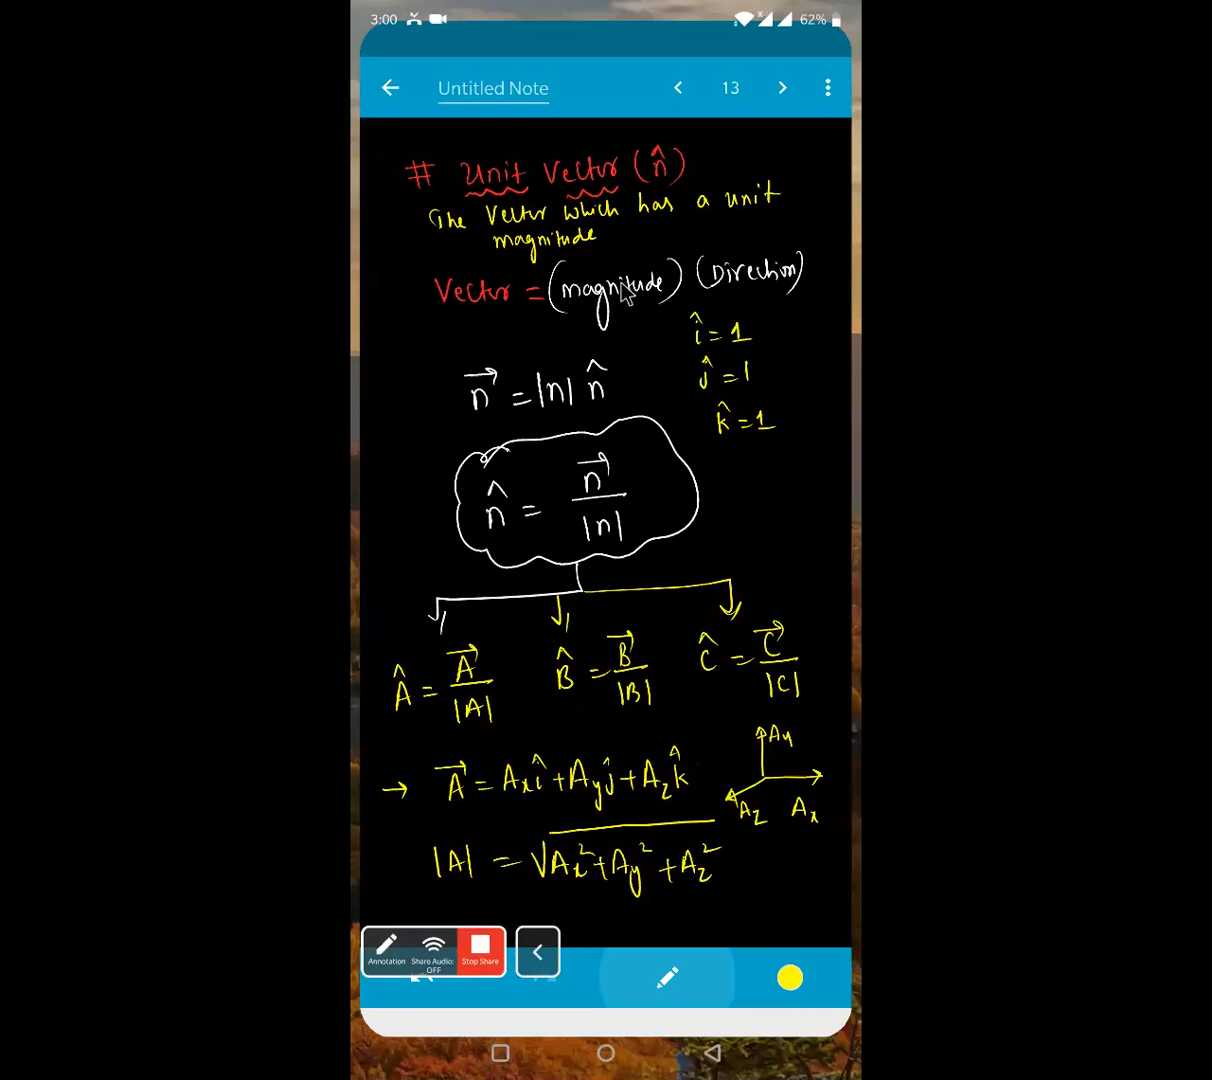 3:00 62%
Untitled Note 13
# Unit Vector (n̂)
The Vector which has a unit
magnitude
Vector = (magnitude) (Direction)
î = 1
ĵ = 1
k̂ = 1
n⃗ = |n| n̂
n̂ = n⃗ / |n|
Â = A⃗ / |A| B̂ = B⃗ / |B| Ĉ = C⃗ / |C|
Ay
→ A⃗ = Axî + Ayĵ + Azk̂
Az Ax
|A| = √Ax² + Ay² + Az²
Annotation Share Audio: OFF Stop Share